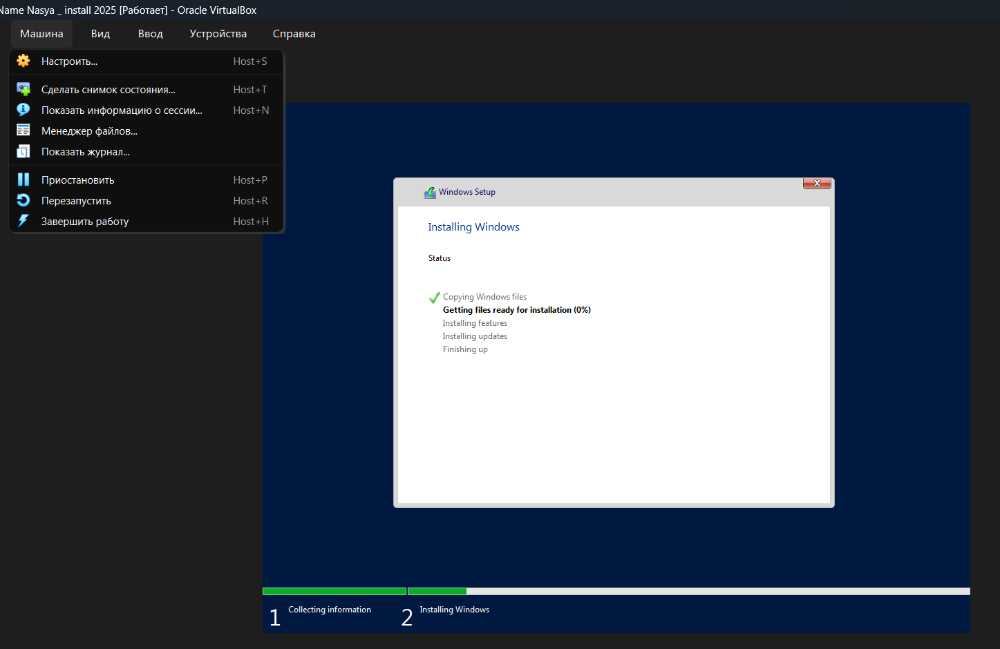 Name Nasya _ install 2025 [Работает] - Oracle VirtualBox
Машина Вид Ввод Устройства Справка
Настроить... Host+S
Сделать снимок состояния... Host+T
Показать информацию о сессии... Host+N
Менеджер файлов...
Показать журнал...
Приостановить Host+P
Перезапустить Host+R
Завершить работу Host+H
Windows Setup
Installing Windows
Status
Copying Windows files
Getting files ready for installation (0%)
Installing features
Installing updates
Finishing up
1 Collecting information 2 Installing Windows